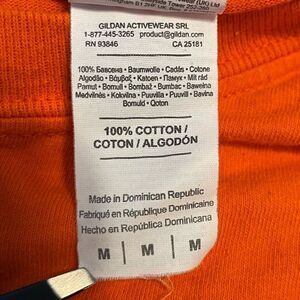 GILDAN ACTIVEWEAR SRL
1-877-445-3265 product@gildan.com
RN 93846 CA 25181
100% Бавовна • Baumwolle • Cadás • Cotone
Algodão • Βαμβαξ • Katoen • Памук • Mit rád
Pamut • Bomull • Bombaž • Bumbac • Baweina
Medvilnės • Kokvilna • Puuvilla • Puuvill • Bavlna
Bomuld • Qoton
100% COTTON /
COTON / ALGODÓN
Made in Dominican Republic
Fabriqué en République Dominicaine
Hecho en República Dominicana
M | M | M